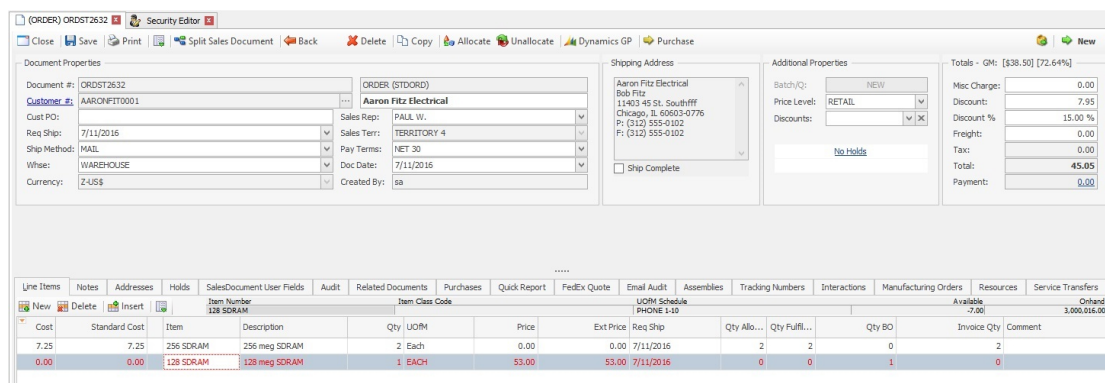 (ORDER) ORDST2632 Security Editor
Close Save Print Split Sales Document Back Delete Copy Allocate Unallocate Dynamics GP Purchase New
Document Properties
Document #: ORDST2632 ORDER (STDORD)
Customer #: AARONFIT0001 ... Aaron Fitz Electrical
Cust PO: Sales Rep: PAUL W.
Req Ship: 7/11/2016 Sales Terr: TERRITORY 4
Ship Method: MAIL Pay Terms: NET 30
Whse: WAREHOUSE Doc Date: 7/11/2016
Currency: Z-US$ Created By: sa
Shipping Address
Aaron Fitz Electrical
Bob Fitz
11403 45 St. Southfff
Chicago, IL 60603-0776
P: (312) 555-0102
F: (312) 555-0102
Ship Complete
Additional Properties
Batch/Q: NEW
Price Level: RETAIL
Discounts:
No Holds
Totals - GM: [$38.50] [72.64%]
Misc Charge: 0.00
Discount: 7.95
Discount % 15.00 %
Freight: 0.00
Tax: 0.00
Total: 45.05
Payment: 0.00
Line Items Notes Addresses Holds SalesDocument User Fields Audit Related Documents Purchases Quick Report FedEx Quote Email Audit Assemblies Tracking Numbers Interactions Manufacturing Orders Resources Service Transfers
New Delete Insert
Item Number Item Class Code UOfM Schedule Available Onhand
128 SDRAM PHONE 1-10 -7.00 3,000,016.00
Cost Standard Cost Item Description Qty UOfM Price Ext Price Req Ship Qty Allo... Qty Fulfil... Qty BO Invoice Qty Comment
7.25 7.25 256 SDRAM 256 meg SDRAM 2 Each 0.00 0.00 7/11/2016 2 2 0 2
0.00 0.00 128 SDRAM 128 meg SDRAM 1 EACH 53.00 53.00 7/11/2016 0 0 1 0